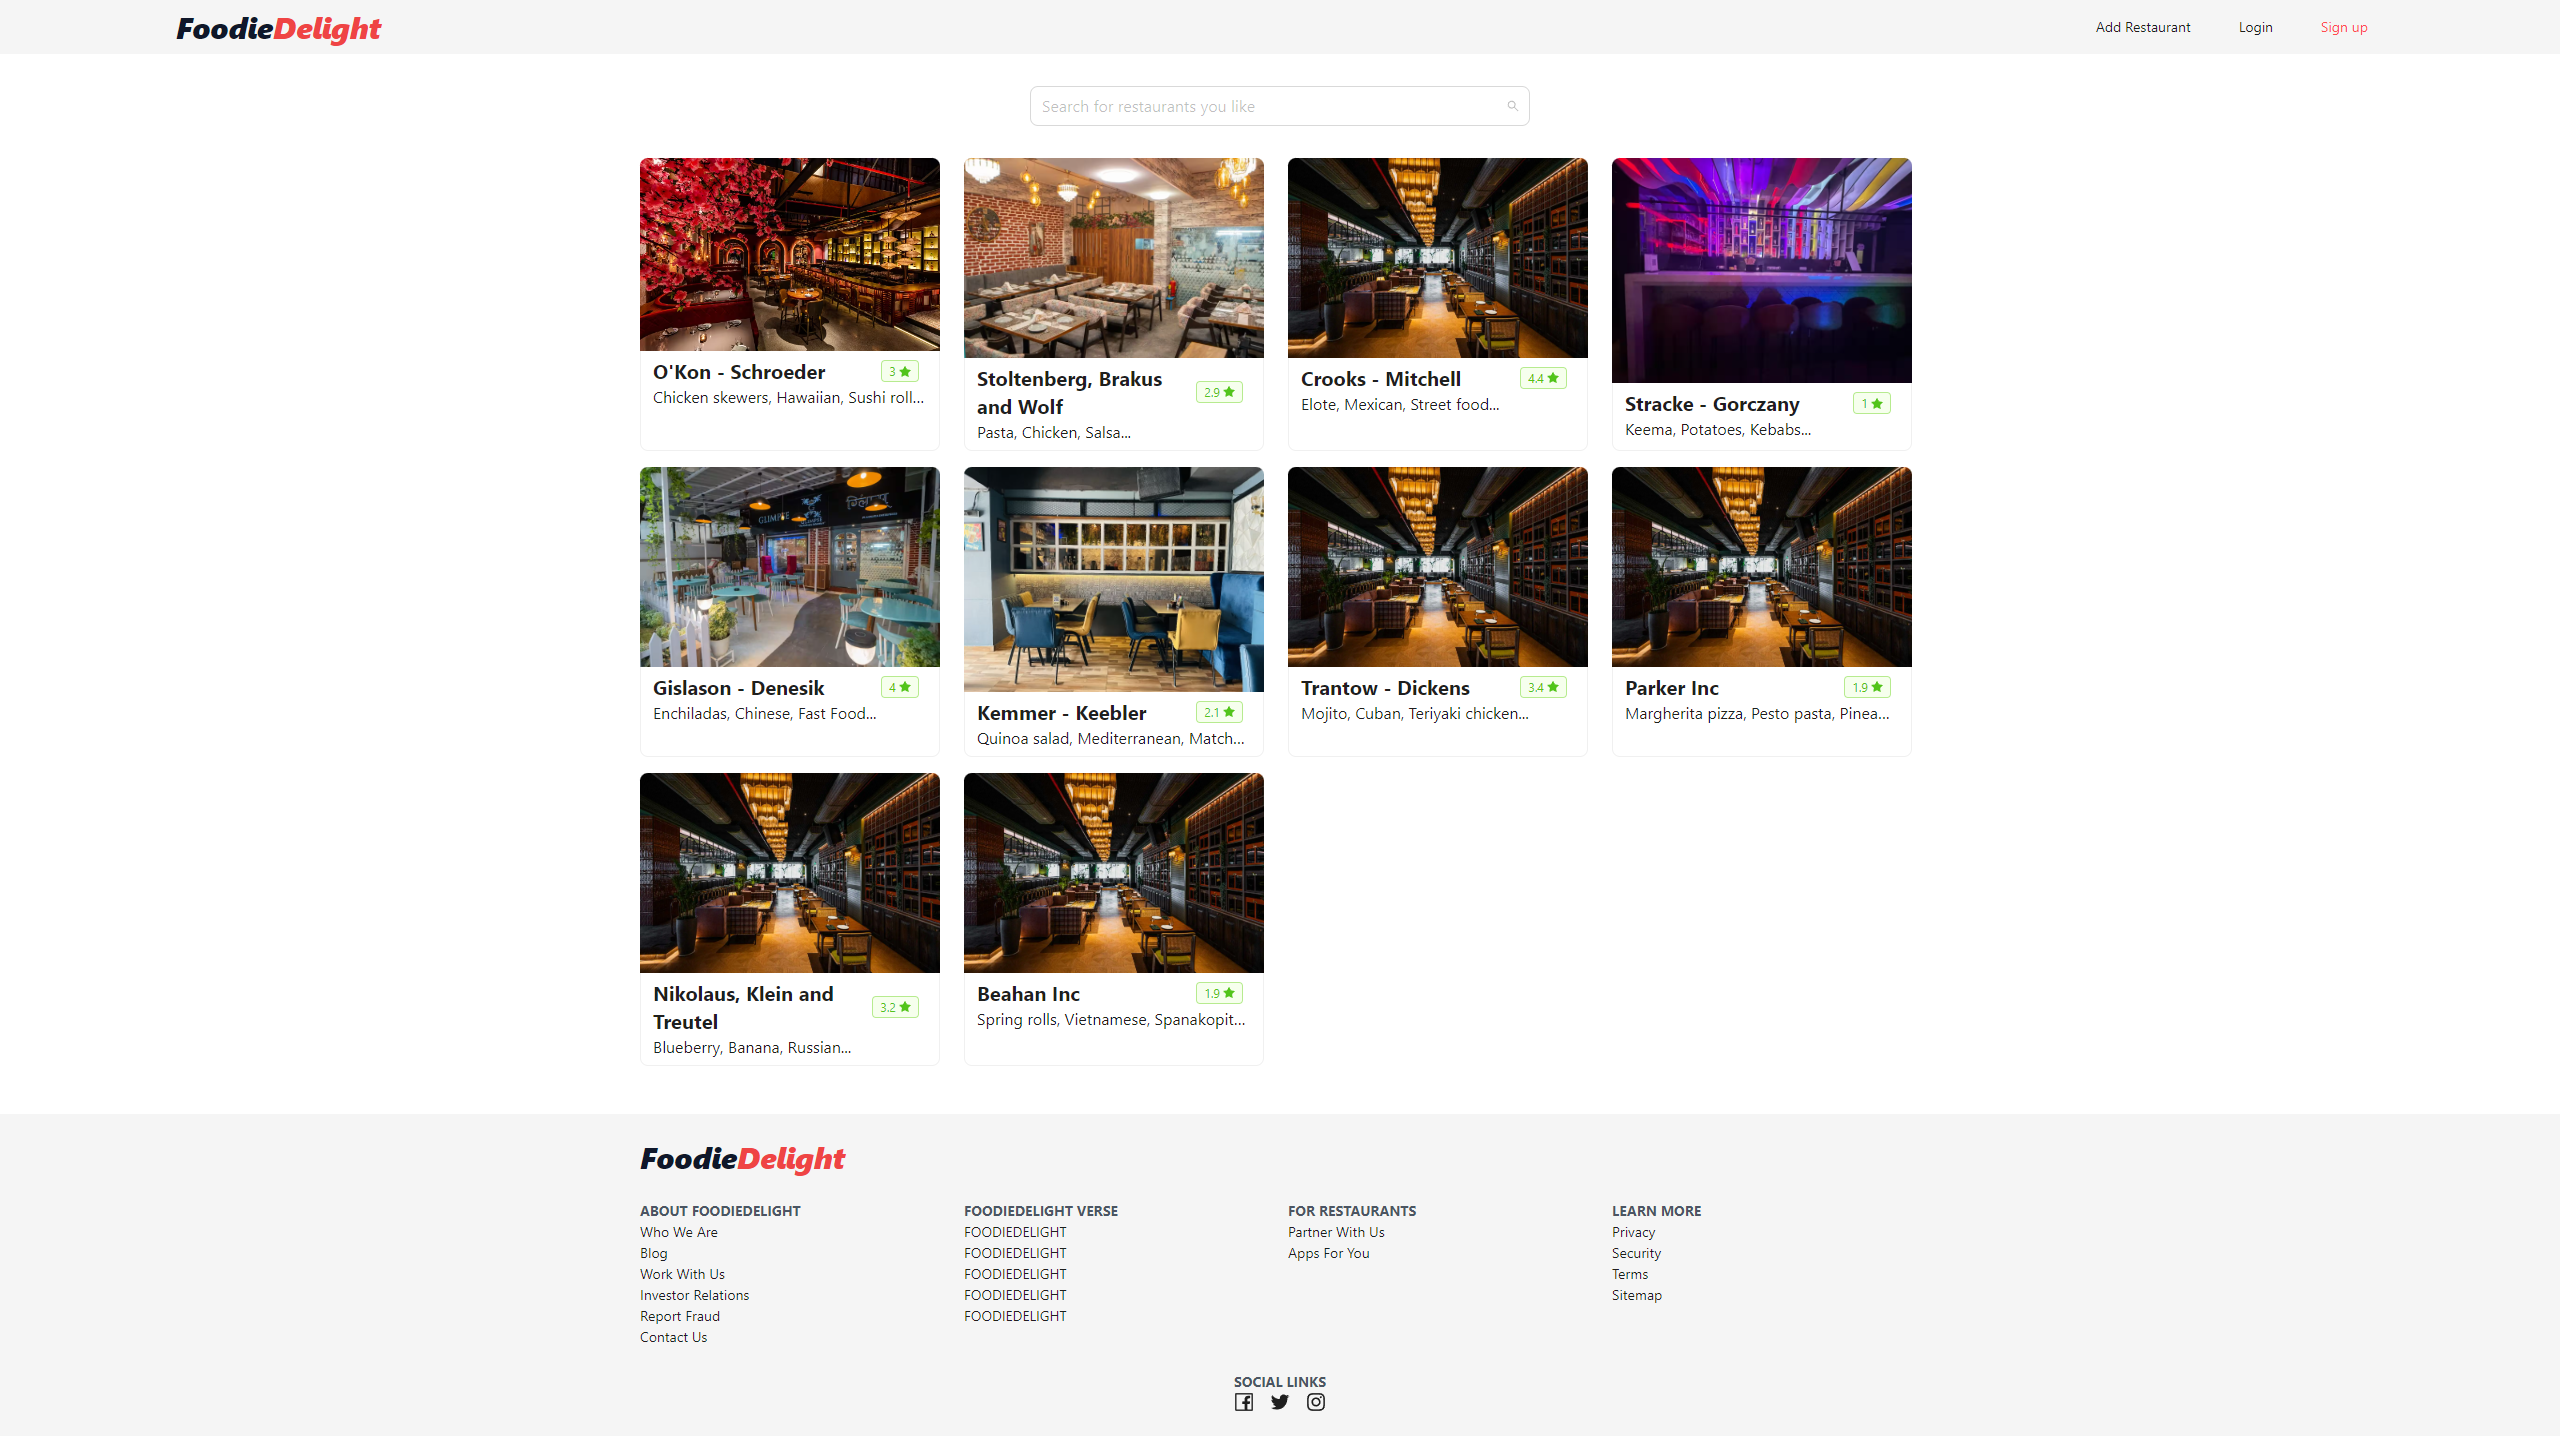 FoodieDelight
Add Restaurant
Login
Sign up
Search for restaurants you like
O'Kon - Schroeder
3
Chicken skewers, Hawaiian, Sushi roll...
Stoltenberg, Brakus
and Wolf
2.9
Pasta, Chicken, Salsa...
Crooks - Mitchell
4.4
Elote, Mexican, Street food...
Stracke - Gorczany
1
Keema, Potatoes, Kebabs...
GLIMPSE
Gislason - Denesik
4
Enchiladas, Chinese, Fast Food...
Kemmer - Keebler
2.1
Quinoa salad, Mediterranean, Match...
Trantow - Dickens
3.4
Mojito, Cuban, Teriyaki chicken...
Parker Inc
1.9
Margherita pizza, Pesto pasta, Pinea...
Nikolaus, Klein and
Treutel
3.2
Blueberry, Banana, Russian...
Beahan Inc
1.9
Spring rolls, Vietnamese, Spanakopit...
FoodieDelight
ABOUT FOODIEDELIGHT
Who We Are
Blog
Work With Us
Investor Relations
Report Fraud
Contact Us
FOODIEDELIGHT VERSE
FOODIEDELIGHT
FOODIEDELIGHT
FOODIEDELIGHT
FOODIEDELIGHT
FOODIEDELIGHT
FOR RESTAURANTS
Partner With Us
Apps For You
LEARN MORE
Privacy
Security
Terms
Sitemap
SOCIAL LINKS